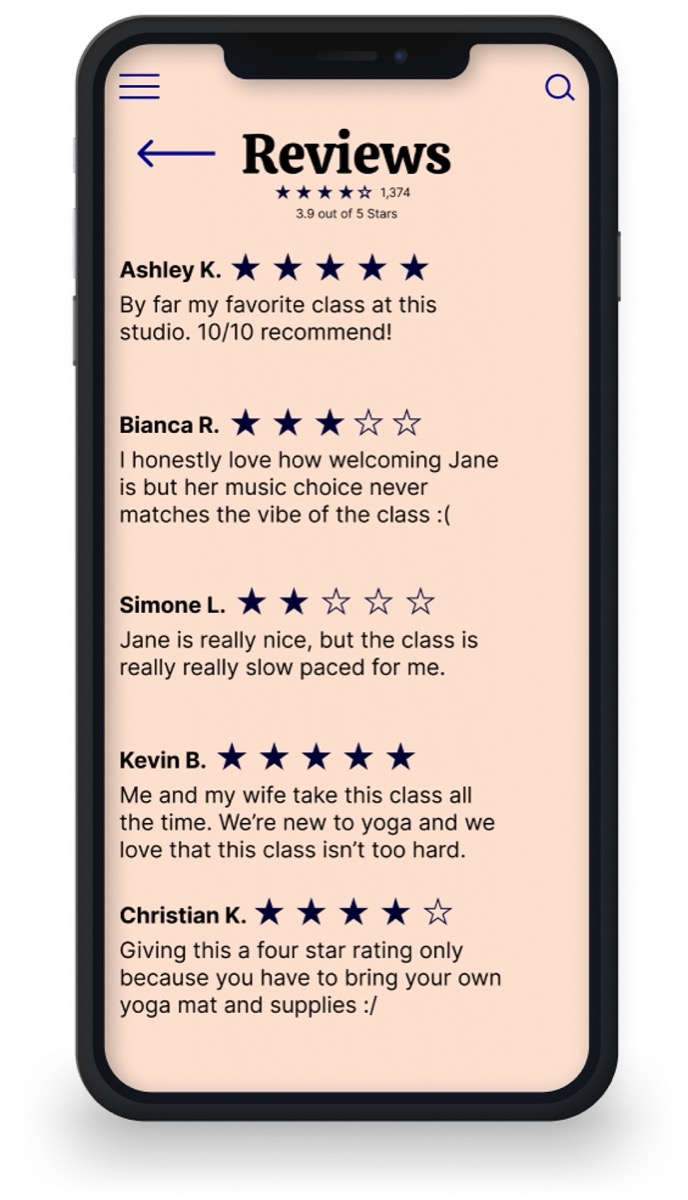 Reviews
★★★★☆ 1,374
3.9 out of 5 Stars
Ashley K. ★★★★★
By far my favorite class at this
studio. 10/10 recommend!
Bianca R. ★★★☆☆
I honestly love how welcoming Jane
is but her music choice never
matches the vibe of the class :(
Simone L. ★★☆☆☆
Jane is really nice, but the class is
really really slow paced for me.
Kevin B. ★★★★★
Me and my wife take this class all
the time. We’re new to yoga and we
love that this class isn’t too hard.
Christian K. ★★★★☆
Giving this a four star rating only
because you have to bring your own
yoga mat and supplies :/